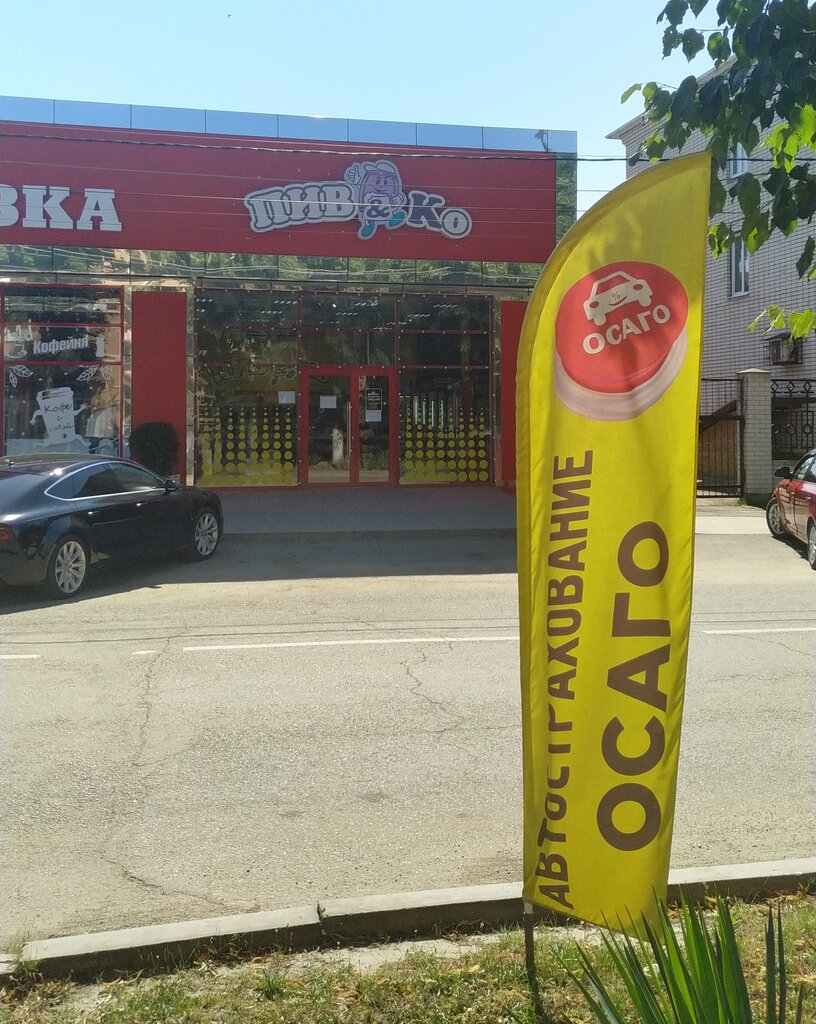 ВКА
ПИВ&Ко
Кофейня
Кофе
с
собой
ОСАГО
АВТОСТРАХОВАНИЕ
ОСАГО